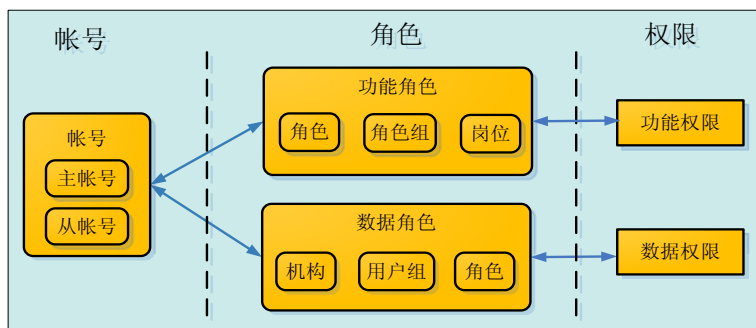 帐号
角色
权限
帐号
主帐号
从帐号
功能角色
角色 角色组 岗位
功能权限
数据角色
机构 用户组 角色
数据权限